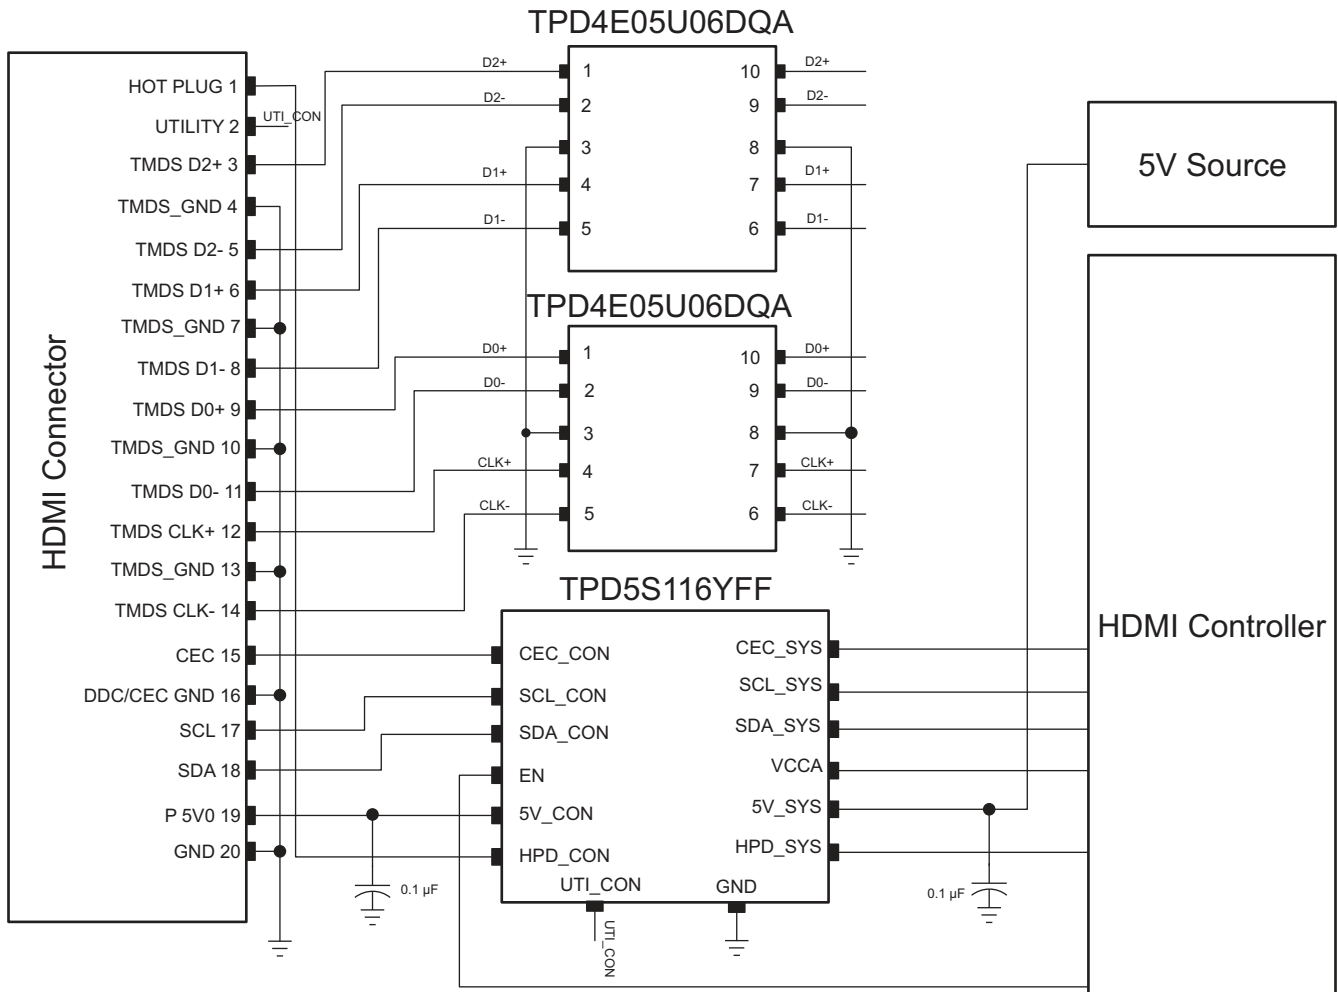 TPD4E05U06DQA
HDMI Connector
HOT PLUG 1
UTILITY 2
UTI_CON
TMDS D2+ 3
TMDS_GND 4
TMDS D2- 5
TMDS D1+ 6
TMDS_GND 7
TMDS D1- 8
TMDS D0+ 9
TMDS_GND 10
TMDS D0- 11
TMDS CLK+ 12
TMDS_GND 13
TMDS CLK- 14
CEC 15
DDC/CEC GND 16
SCL 17
SDA 18
P 5V0 19
GND 20
D2+ 1 10 D2+
D2- 2 9 D2-
3 8
D1+ 4 7 D1+
D1- 5 6 D1-
TPD4E05U06DQA
D0+ 1 10 D0+
D0- 2 9 D0-
3 8
CLK+ 4 7 CLK+
CLK- 5 6 CLK-
TPD5S116YFF
CEC_CON CEC_SYS
SCL_CON SCL_SYS
SDA_CON SDA_SYS
EN VCCA
5V_CON 5V_SYS
HPD_CON HPD_SYS
UTI_CON GND
UTI_CON
0.1 µF
0.1 µF
5V Source
HDMI Controller